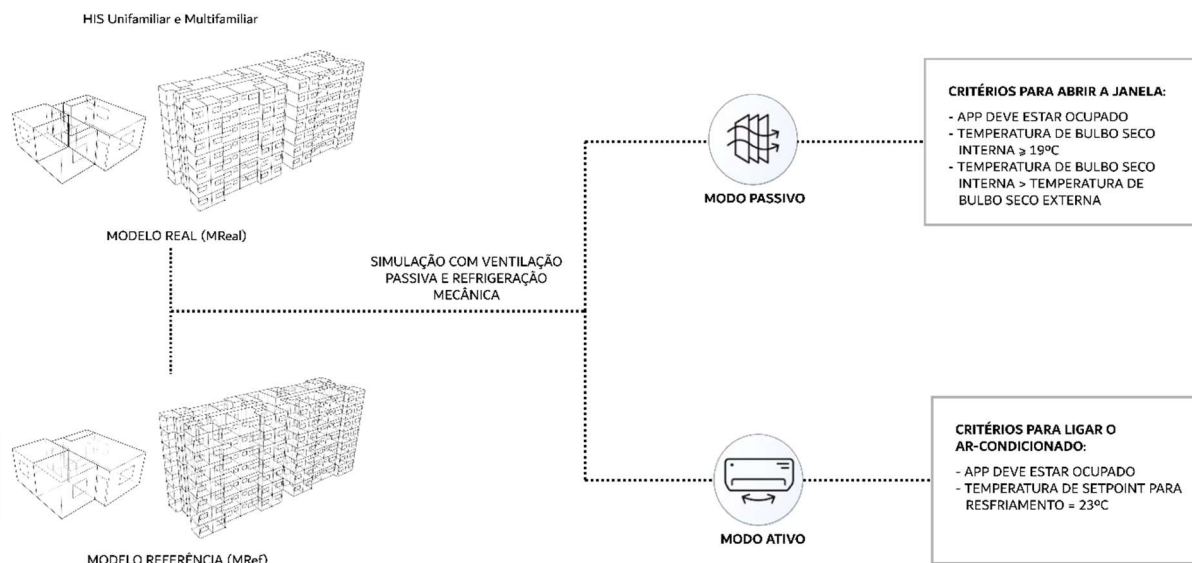 HIS Unifamiliar e Multifamiliar
MODELO REAL (MReal)
SIMULAÇÃO COM VENTILAÇÃO
PASSIVA E REFRIGERAÇÃO
MECÂNICA
MODELO REFERÊNCIA (MRef)
MODO PASSIVO
CRITÉRIOS PARA ABRIR A JANELA:
- APP DEVE ESTAR OCUPADO
- TEMPERATURA DE BULBO SECO
INTERNA ⩾ 19ºC
- TEMPERATURA DE BULBO SECO
INTERNA > TEMPERATURA DE
BULBO SECO EXTERNA
MODO ATIVO
CRITÉRIOS PARA LIGAR O
AR-CONDICIONADO:
- APP DEVE ESTAR OCUPADO
- TEMPERATURA DE SETPOINT PARA
RESFRIAMENTO = 23ºC